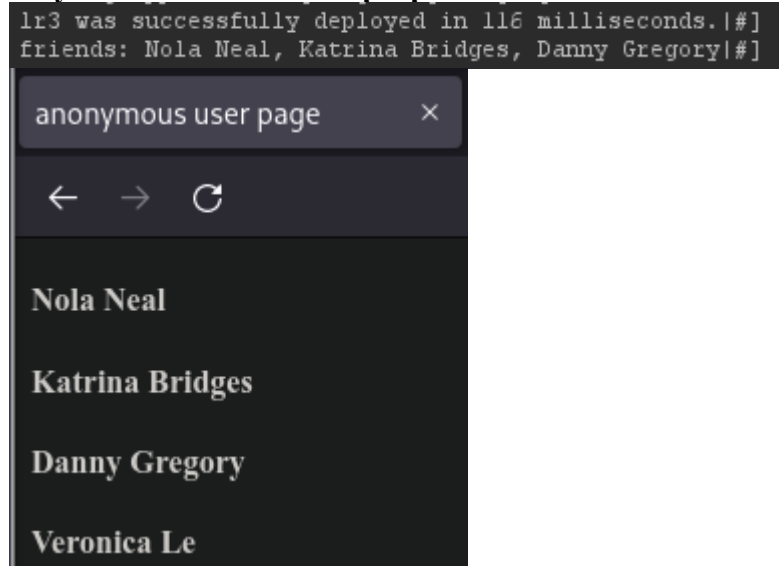 lr3 was successfully deployed in 116 milliseconds.|#]
friends: Nola Neal, Katrina Bridges, Danny Gregory|#]
anonymous user page
Nola Neal
Katrina Bridges
Danny Gregory
Veronica Le